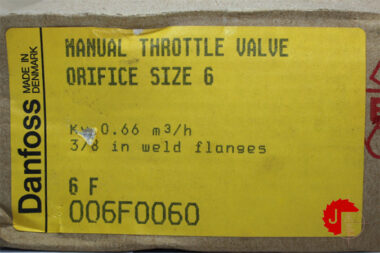 MANUAL THROTTLE VALVE
ORIFICE SIZE 6
Kv 0.66 m³/h
3/8 in weld flanges
6 F
006F0060
Danfoss
MADE IN
DENMARK
J